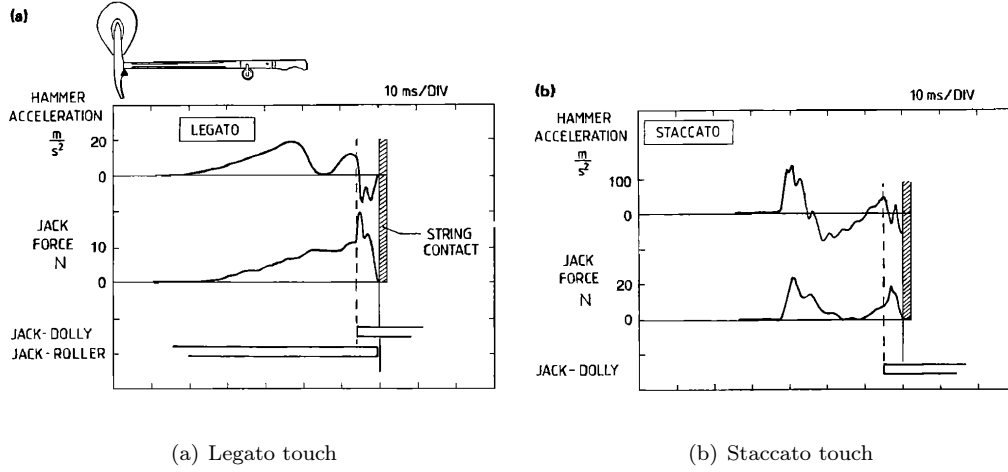 (a)
10 ms/DIV
HAMMER
ACCELERATION
m
s²
LEGATO
20
0
JACK
FORCE
N
10
0
STRING
CONTACT
JACK-DOLLY
JACK-ROLLER
(a) Legato touch
(b)
10 ms/DIV
HAMMER
ACCELERATION
m
s²
STACCATO
100
0
JACK
FORCE
N
20
0
JACK-DOLLY
(b) Staccato touch